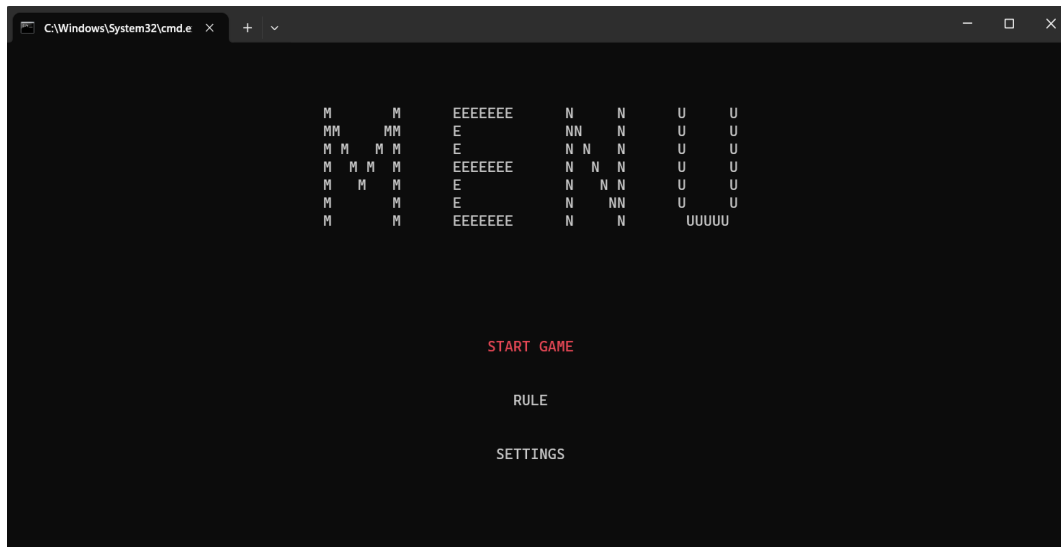 C:\Windows\System32\cmd.e
M       M      EEEEEEE      N     N      U     U
MM     MM      E            NN    N      U     U
M M   M M      E            N N   N      U     U
M  M M  M      EEEEEEE      N  N  N      U     U
M   M   M      E            N   N N      U     U
M       M      E            N    NN      U     U
M       M      EEEEEEE      N     N       UUUUU
START GAME
RULE
SETTINGS